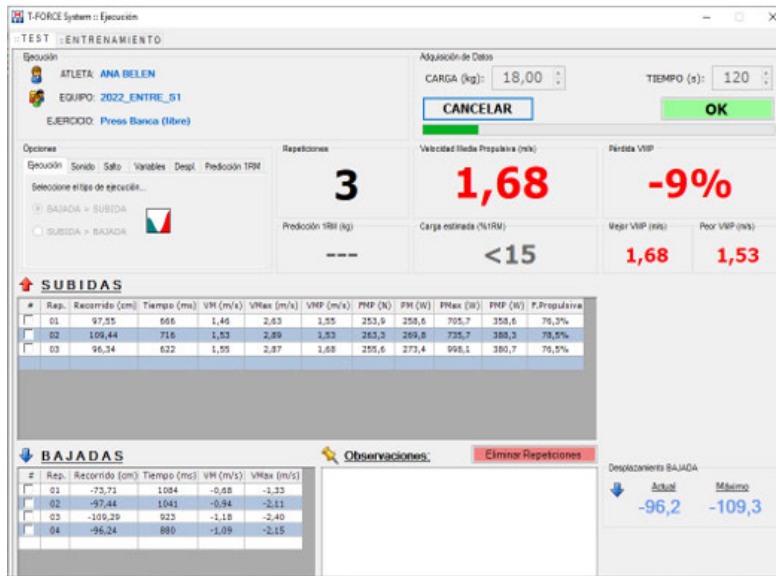 T-FORCE System :: Ejecución
::TEST ::ENTRENAMIENTO
Ejecución
ATLETA: ANA BELEN
EQUIPO: 2022_ENTRE_S1
EJERCICIO: Press Banca (libre)
Adquisición de Datos
CARGA (kg): 18,00 TIEMPO (s): 120
CANCELAR OK
Opciones
Ejecución Sonido Salto Variables Despl. Predicción 1RM
Seleccione el tipo de ejecución...
BAJADA > SUBIDA
SUBIDA > BAJADA
Repeticiones
3
Velocidad Media Propulsiva (m/s)
1,68
Pérdida VMP
-9%
Predicción 1RM (kg)
---
Carga estimada (%1RM)
<15
Mejor VMP (m/s) Peor VMP (m/s)
1,68 1,53
SUBIDAS
# Rep. Recorrido (cm) Tiempo (ms) VM (m/s) VMax (m/s) VMP (m/s) FMP (N) PM (W) PMax (W) PMP (W) F.Propulsiva
01 97,55 666 1,46 2,63 1,55 253,9 258,6 705,7 358,6 76,3%
02 109,44 716 1,53 2,89 1,53 263,3 269,8 735,7 388,3 78,5%
03 96,34 622 1,55 2,87 1,68 255,6 273,4 998,1 380,7 76,5%
BAJADAS
# Rep. Recorrido (cm) Tiempo (ms) VM (m/s) VMax (m/s)
01 -73,71 1084 -0,68 -1,33
02 -97,44 1041 -0,94 -2,11
03 -109,29 923 -1,18 -2,40
04 -96,24 880 -1,09 -2,15
Observaciones:
Eliminar Repeticiones
Desplazamiento BAJADA
Actual Máximo
-96,2 -109,3